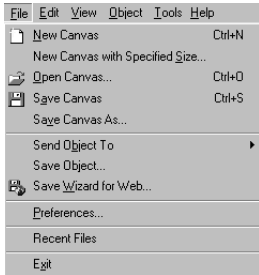 File Edit View Object Tools Help
New Canvas Ctrl+N
New Canvas with Specified Size...
Open Canvas... Ctrl+O
Save Canvas Ctrl+S
Save Canvas As...
Send Object To
Save Object...
Save Wizard for Web...
Preferences...
Recent Files
Exit